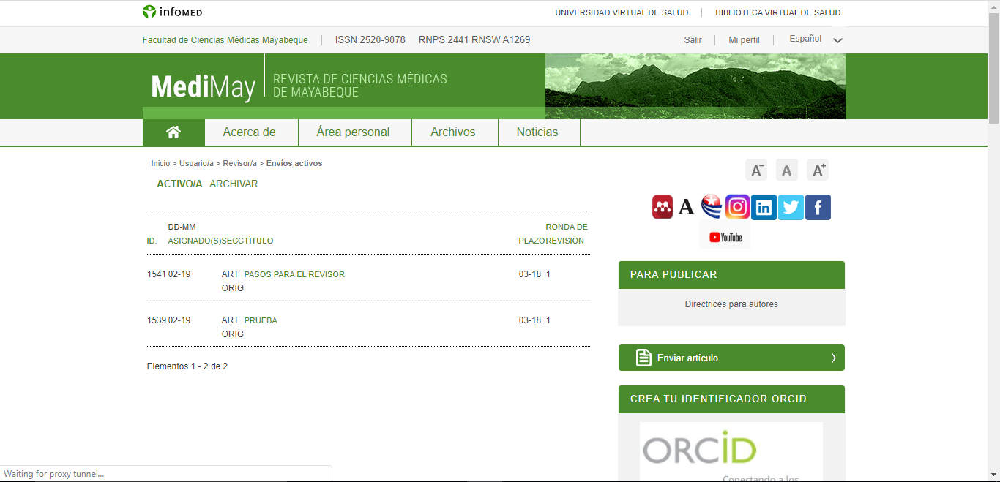 infoMED
UNIVERSIDAD VIRTUAL DE SALUD
BIBLIOTECA VIRTUAL DE SALUD
Facultad de Ciencias Médicas Mayabeque
ISSN 2520-9078 RNPS 2441 RNSW A1269
Salir
Mi perfil
Español
MediMay
REVISTA DE CIENCIAS MÉDICAS
DE MAYABEQUE
Acerca de
Área personal
Archivos
Noticias
Inicio > Usuario/a > Revisor/a > Envíos activos
ACTIVO/A ARCHIVAR
A- A A+
A
in
f
YouTube
DD-MM RONDA DE
ID. ASIGNADO(S)SECCTÍTULO PLAZOREVISIÓN
1541 02-19 ART PASOS PARA EL REVISOR 03-18 1
ORIG
1539 02-19 ART PRUEBA 03-18 1
ORIG
Elementos 1 - 2 de 2
PARA PUBLICAR
Directrices para autores
Enviar artículo
CREA TU IDENTIFICADOR ORCID
ORCID
Conectando a los
Waiting for proxy tunnel...